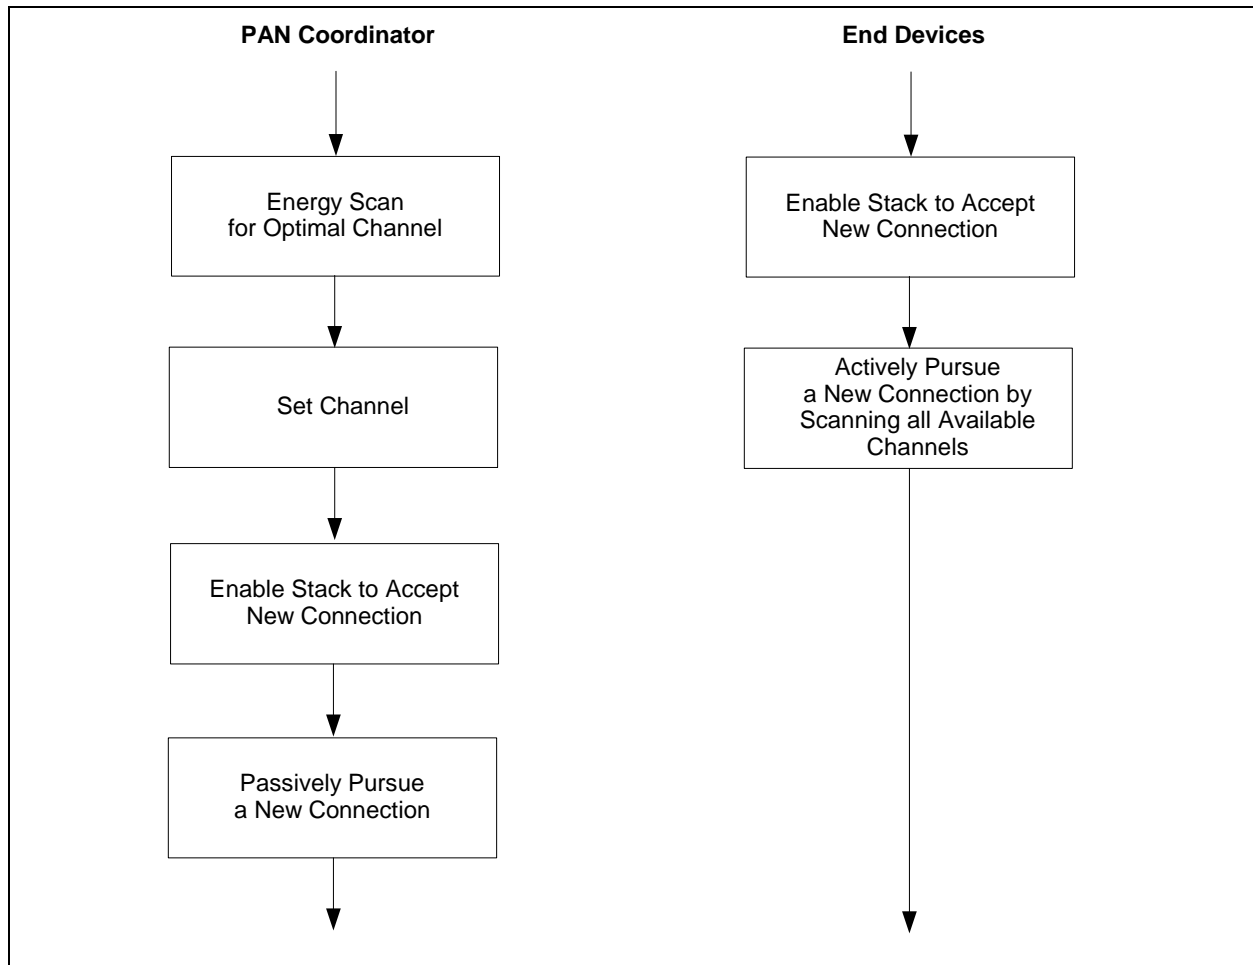 PAN Coordinator
Energy Scan
for Optimal Channel
Set Channel
Enable Stack to Accept
New Connection
Passively Pursue
a New Connection
End Devices
Enable Stack to Accept
New Connection
Actively Pursue
a New Connection by
Scanning all Available
Channels